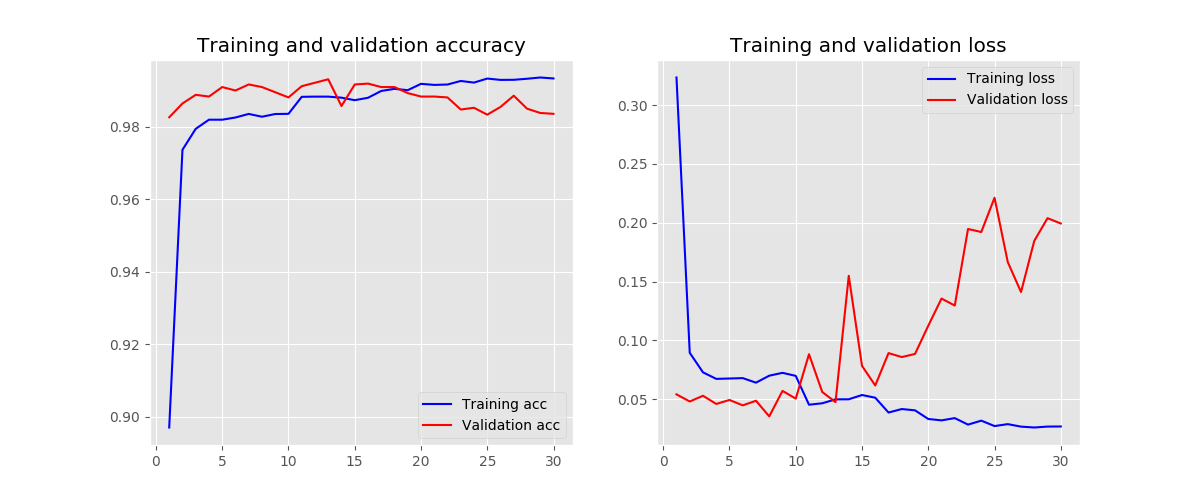 Training and validation accuracy
0.98
0.96
0.94
0.92
0.90
Training acc
Validation acc
0 5 10 15 20 25 30
Training and validation loss
Training loss
Validation loss
0.30
0.25
0.20
0.15
0.10
0.05
0 5 10 15 20 25 30